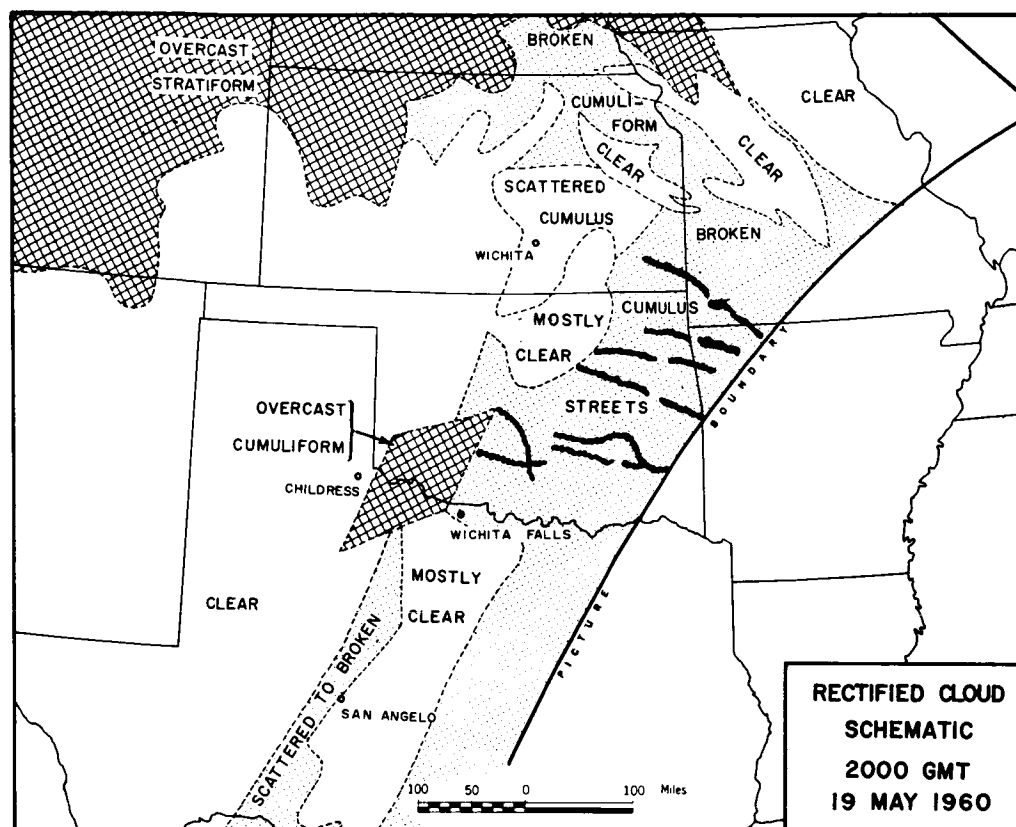 BROKEN
OVERCAST
STRATIFORM
CUMULI-
FORM
CLEAR
CLEAR
CLEAR
SCATTERED
CUMULUS
WICHITA
BROKEN
MOSTLY
CLEAR
CUMULUS
STREETS
OVERCAST
CUMULIFORM
CHILDRESS
WICHITA FALLS
MOSTLY
CLEAR
CLEAR
SCATTERED TO BROKEN
SAN ANGELO
PICTURE BOUNDARY
100 50 0 100 Miles
RECTIFIED CLOUD
SCHEMATIC
2000 GMT
19 MAY 1960